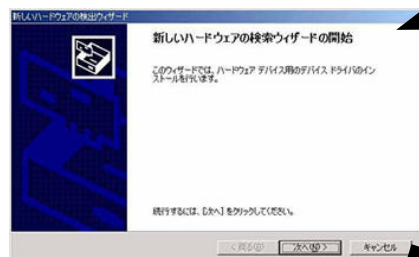 新しいハードウェアの検出ウィザード
新しいハードウェアの検索ウィザードの開始
このウィザードでは、ハードウェア デバイス用のデバイス ドライバのイン
ストールを行います。
続行するには、[次へ] をクリックしてください。
< 戻る(B)
次へ(N) >
キャンセル